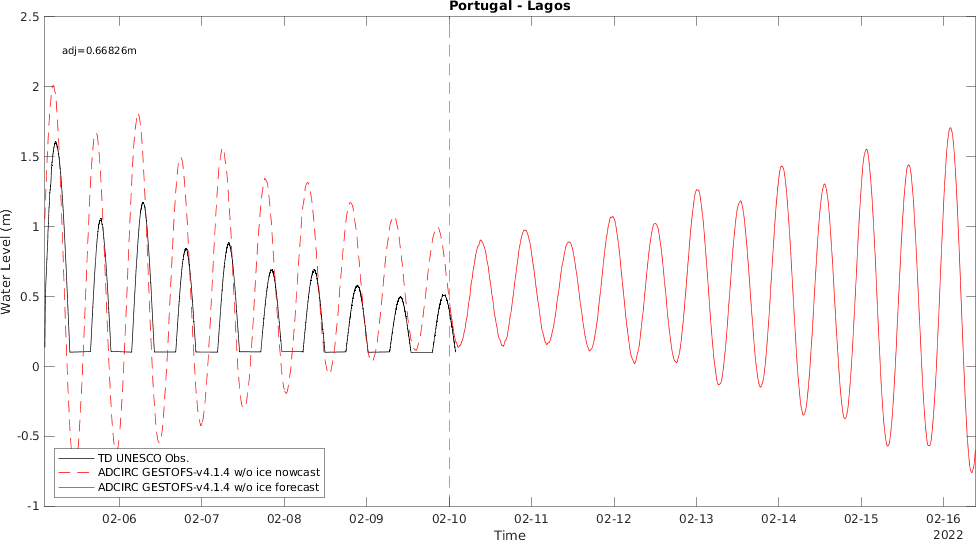 Portugal - Lagos
2.5
adj=0.66826m
2
1.5
1
0.5
0
-0.5
-1
Water Level (m)
TD UNESCO Obs.
ADCIRC GESTOFS-v4.1.4 w/o ice nowcast
ADCIRC GESTOFS-v4.1.4 w/o ice forecast
02-06 02-07 02-08 02-09 02-10 02-11 02-12 02-13 02-14 02-15 02-16
Time
2022